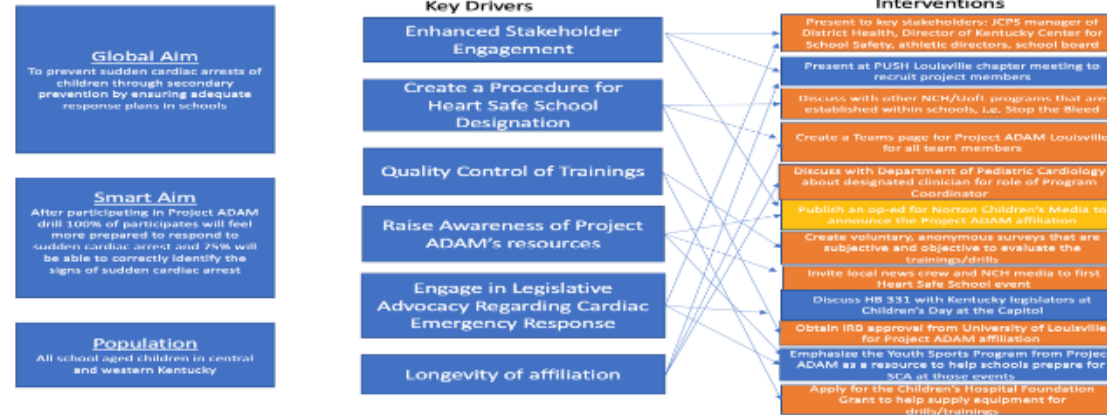 Key Drivers
Interventions
Global Aim
To prevent sudden cardiac arrests of
children through secondary
prevention by ensuring adequate
response plans in schools
Smart Aim
After participating in Project ADAM
drill 100% of participates will feel
more prepared to respond to
sudden cardiac arrest and 75% will
be able to correctly identify the
signs of sudden cardiac arrest
Population
All school aged children in central
and western Kentucky
Enhanced Stakeholder
Engagement
Create a Procedure for
Heart Safe School
Designation
Quality Control of Trainings
Raise Awareness of Project
ADAM's resources
Engage in Legislative
Advocacy Regarding Cardiac
Emergency Response
Longevity of affiliation
Present to key stakeholders: JCPS manager of
District Health, Director of Kentucky Center for
School Safety, athletic directors, school board
Present at PUSH Louisville chapter meeting to
recruit project members
Discuss with other NCH/UofL programs that are
established within schools, i.e. Stop the Bleed
Create a Teams page for Project ADAM Louisville
for all team members
Discuss with Department of Pediatric Cardiology
about designated clinician for role of Program
Coordinator
Publish an op-ed for Norton Children's Media to
announce the Project ADAM affiliation
Create voluntary, anonymous surveys that are
subjective and objective to evaluate the
trainings/drills
Invite local news crew and NCH media to first
Heart Safe School event
Discuss HB 331 with Kentucky legislators at
Children's Day at the Capitol
Obtain IRB approval from University of Louisville
for Project ADAM affiliation
Emphasize the Youth Sports Program from Project
ADAM as a resource to help schools prepare for
SCA at those events
Apply for the Children's Hospital Foundation
Grant to help supply equipment for
drills/trainings